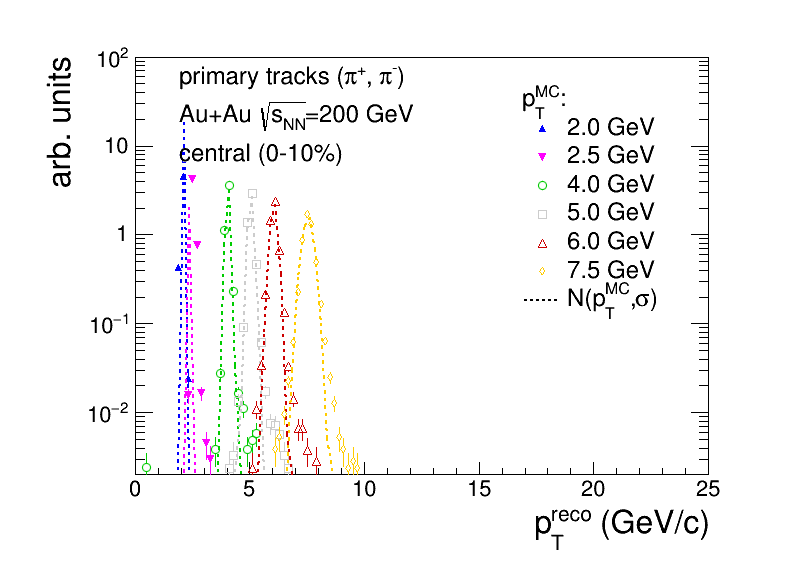 primary tracks (π⁺, π⁻)
Au+Au √s_NN=200 GeV
central (0-10%)
p_T^MC:
2.0 GeV
2.5 GeV
4.0 GeV
5.0 GeV
6.0 GeV
7.5 GeV
N(p_T^MC,σ)
arb. units
10²
10
1
10⁻¹
10⁻²
0 5 10 15 20 25
p_T^reco (GeV/c)